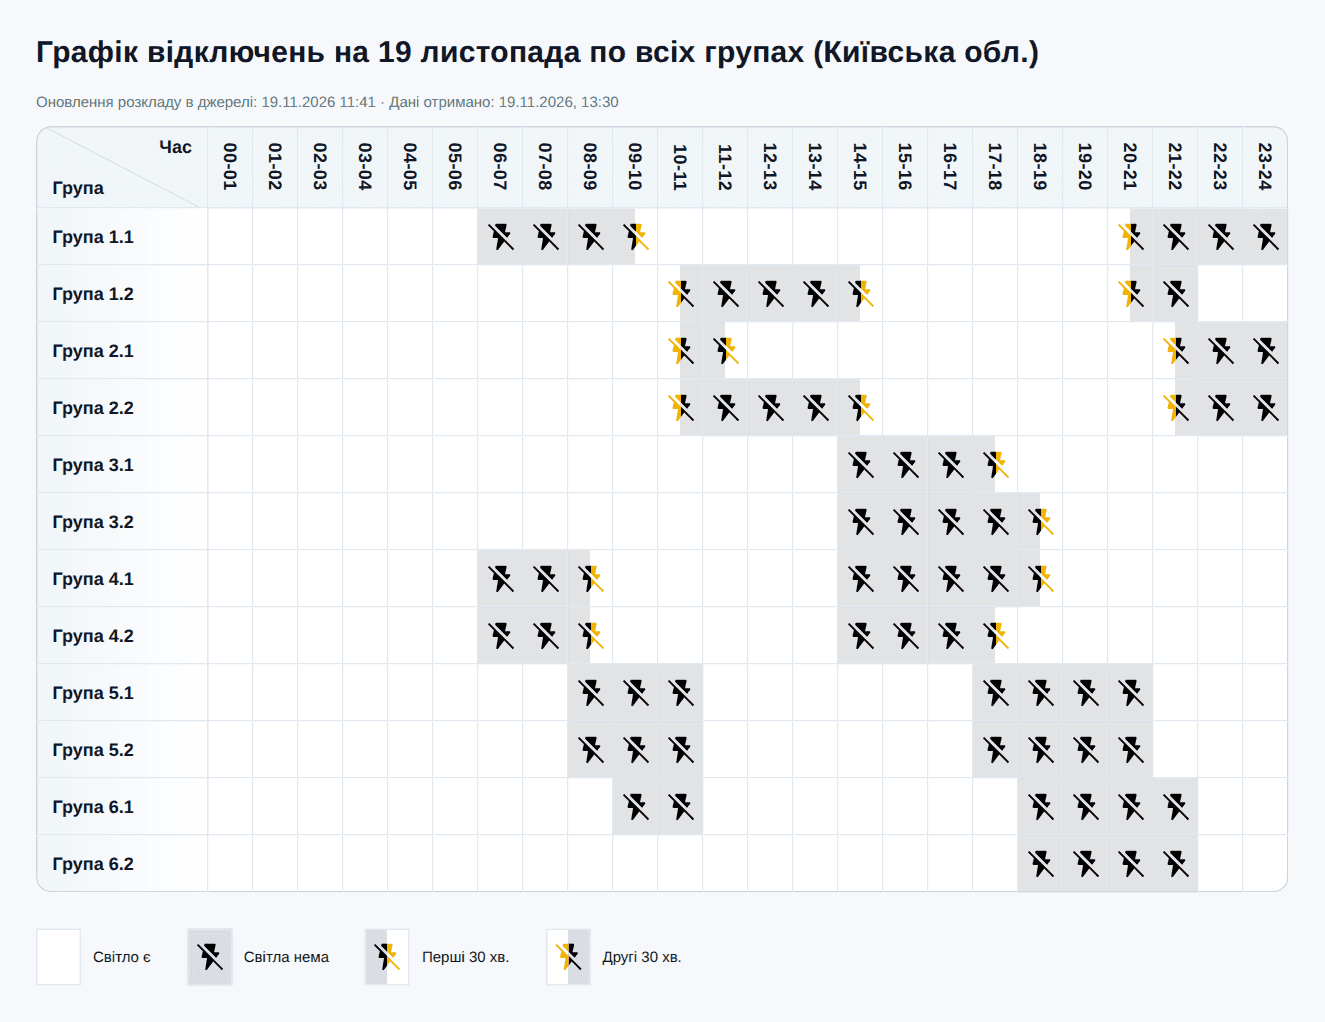 Графік відключень на 19 листопада по всіх групах (Київська обл.)
Оновлення розкладу в джерелі: 19.11.2026 11:41 · Дані отримано: 19.11.2026, 13:30
Час
Група
00-01 01-02 02-03 03-04 04-05 05-06 06-07 07-08 08-09 09-10 10-11 11-12 12-13 13-14 14-15 15-16 16-17 17-18 18-19 19-20 20-21 21-22 22-23 23-24
Група 1.1
Група 1.2
Група 2.1
Група 2.2
Група 3.1
Група 3.2
Група 4.1
Група 4.2
Група 5.1
Група 5.2
Група 6.1
Група 6.2
Світло є Світла нема Перші 30 хв. Другі 30 хв.